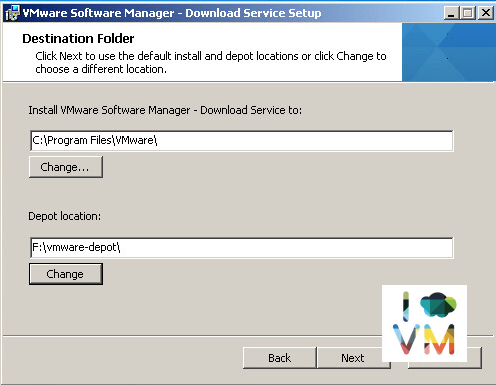 VMware Software Manager - Download Service Setup
Destination Folder
Click Next to use the default install and depot locations or click Change to
choose a different location.
Install VMware Software Manager - Download Service to:
C:\Program Files\VMware\
Change...
Depot location:
F:\vmware-depot\
Change
I
VM
Back
Next